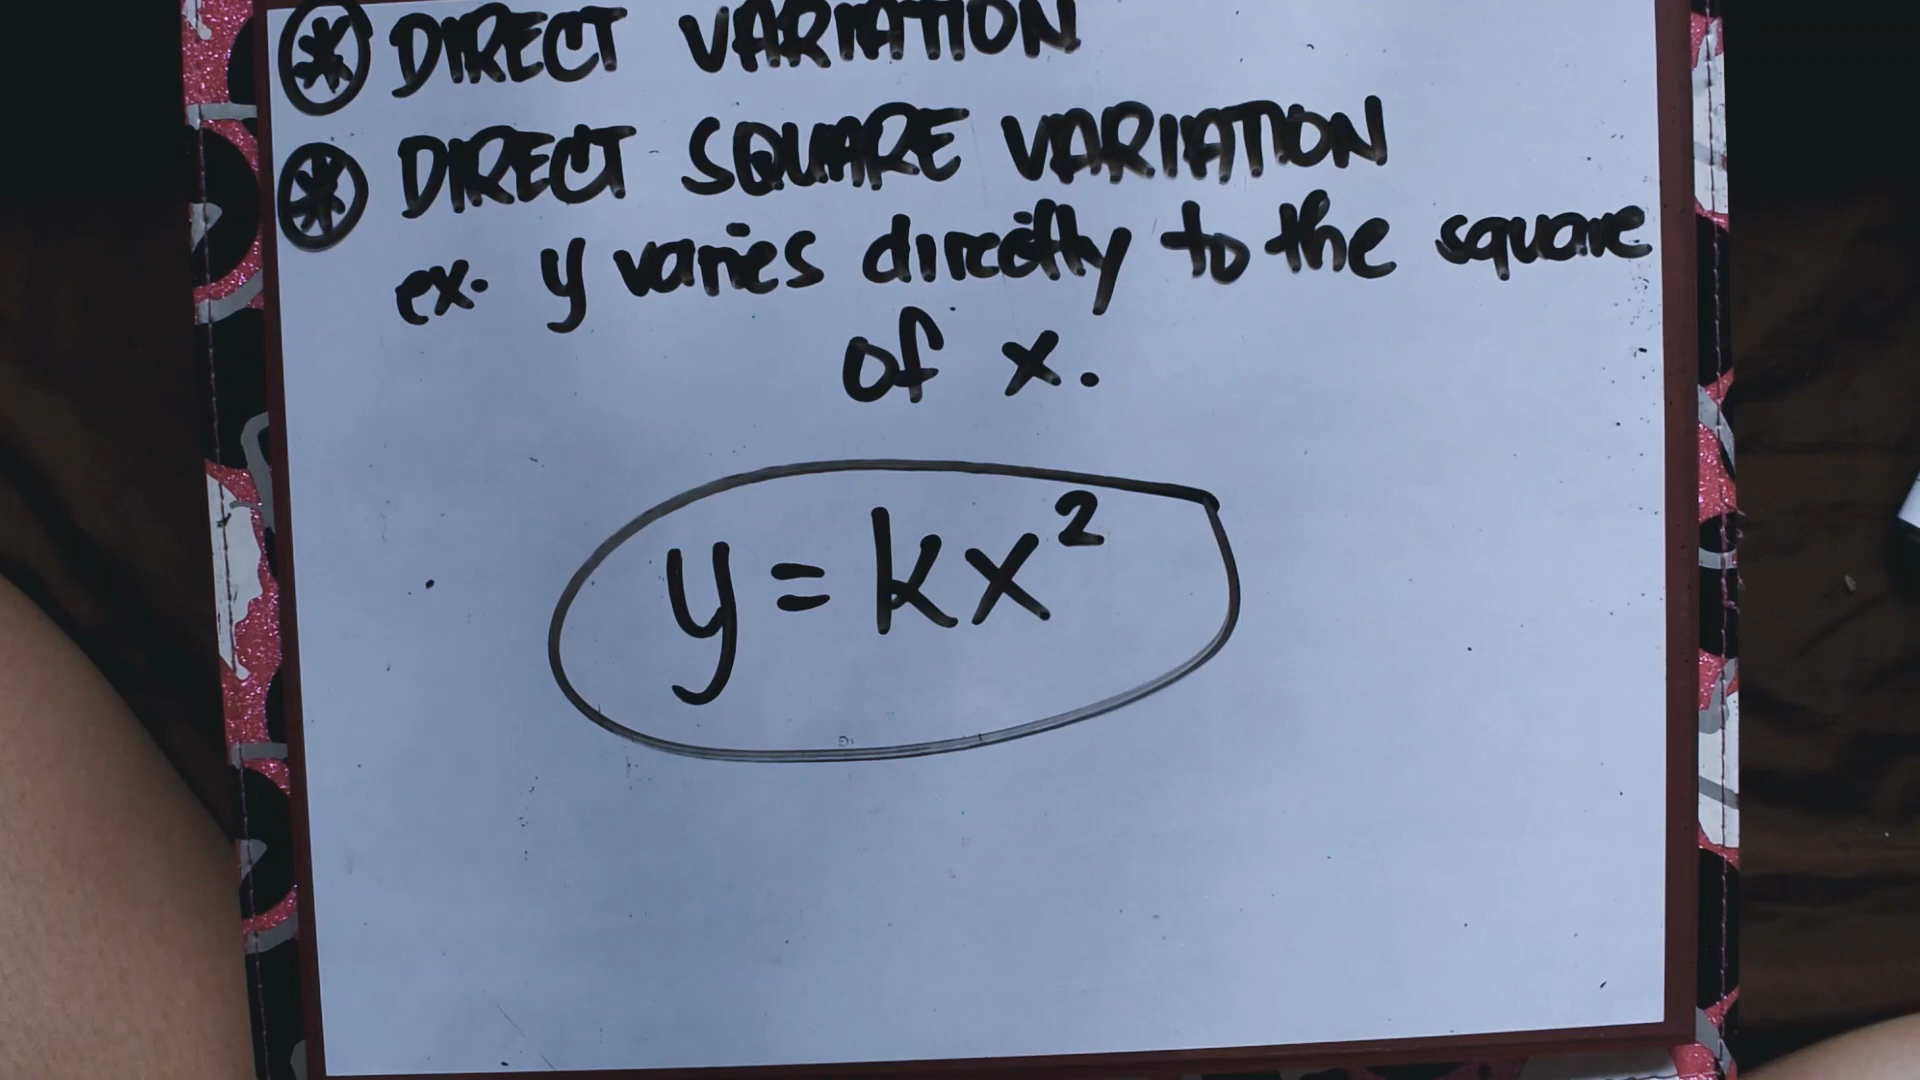 ⊛ DIRECT VARIATION
⊛ DIRECT SQUARE VARIATION
ex. y varies directly to the square
of x.
y = kx²